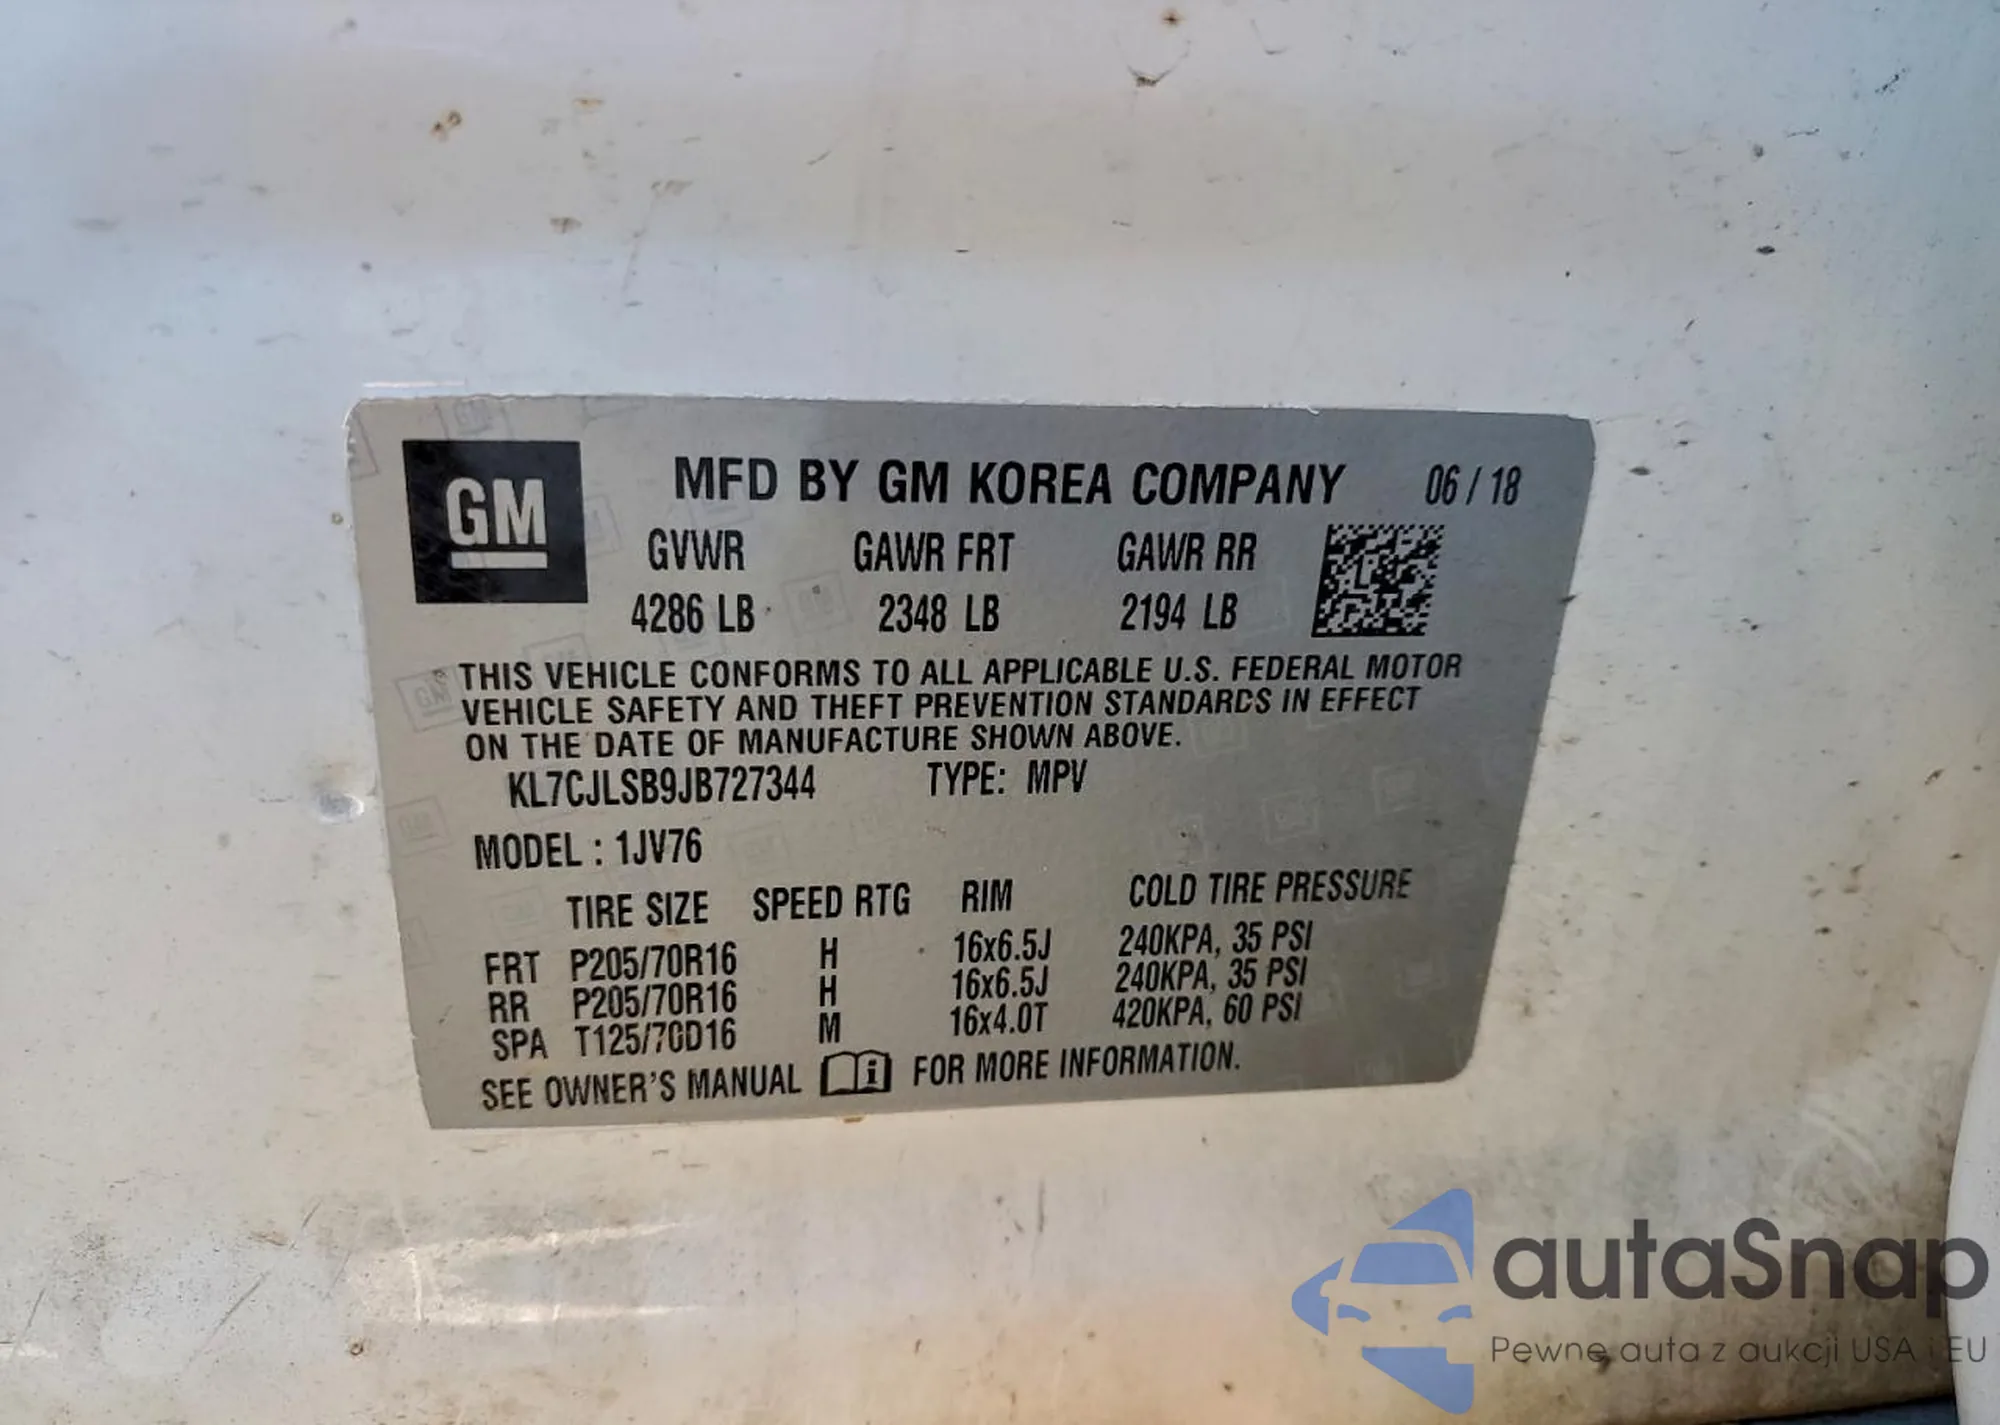 GM
MFD BY GM KOREA COMPANY 06 / 18
GVWR GAWR FRT GAWR RR
4286 LB 2348 LB 2194 LB
THIS VEHICLE CONFORMS TO ALL APPLICABLE U.S. FEDERAL MOTOR
VEHICLE SAFETY AND THEFT PREVENTION STANDARDS IN EFFECT
ON THE DATE OF MANUFACTURE SHOWN ABOVE.
KL7CJLSB9JB727344 TYPE: MPV
MODEL : 1JV76
TIRE SIZE SPEED RTG RIM COLD TIRE PRESSURE
FRT P205/70R16 H 16x6.5J 240KPA, 35 PSI
RR P205/70R16 H 16x6.5J 240KPA, 35 PSI
SPA T125/70D16 M 16x4.0T 420KPA, 60 PSI
SEE OWNER'S MANUAL FOR MORE INFORMATION.
autaSnap
Pewne auta z aukcji USA i EU